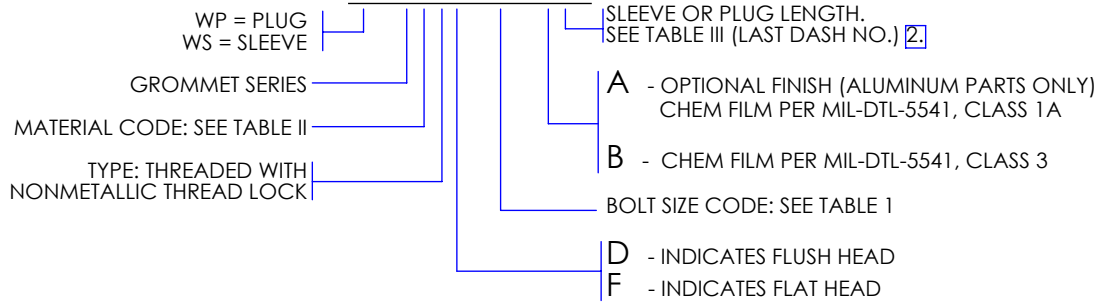 WP = PLUG
WS = SLEEVE
GROMMET SERIES
MATERIAL CODE: SEE TABLE II
TYPE: THREADED WITH
NONMETALLIC THREAD LOCK
SLEEVE OR PLUG LENGTH.
SEE TABLE III (LAST DASH NO.) 2.
A - OPTIONAL FINISH (ALUMINUM PARTS ONLY)
CHEM FILM PER MIL-DTL-5541, CLASS 1A
B - CHEM FILM PER MIL-DTL-5541, CLASS 3
BOLT SIZE CODE: SEE TABLE 1
D - INDICATES FLUSH HEAD
F - INDICATES FLAT HEAD